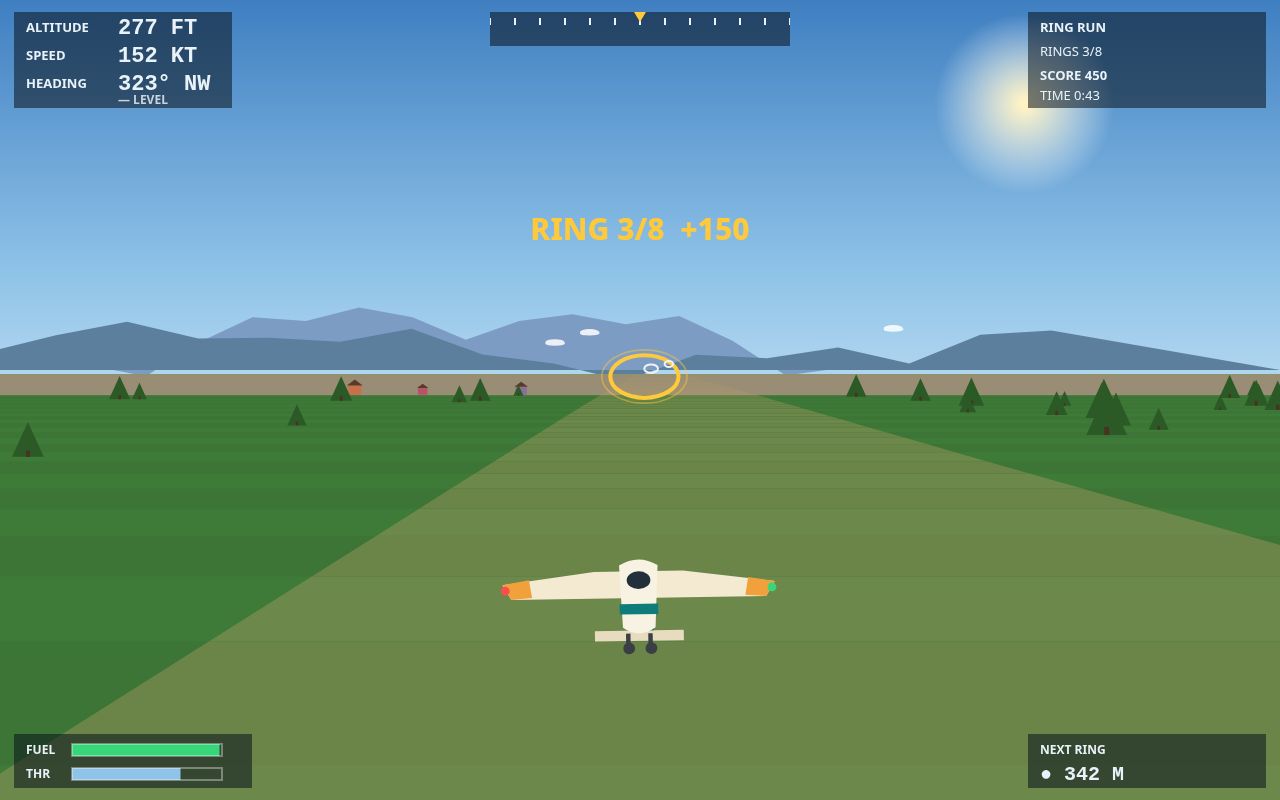 ALTITUDE 277 FT
SPEED 152 KT
HEADING 323° NW
— LEVEL
RING RUN
RINGS 3/8
SCORE 450
TIME 0:43
RING 3/8 +150
FUEL
THR
NEXT RING
● 342 M